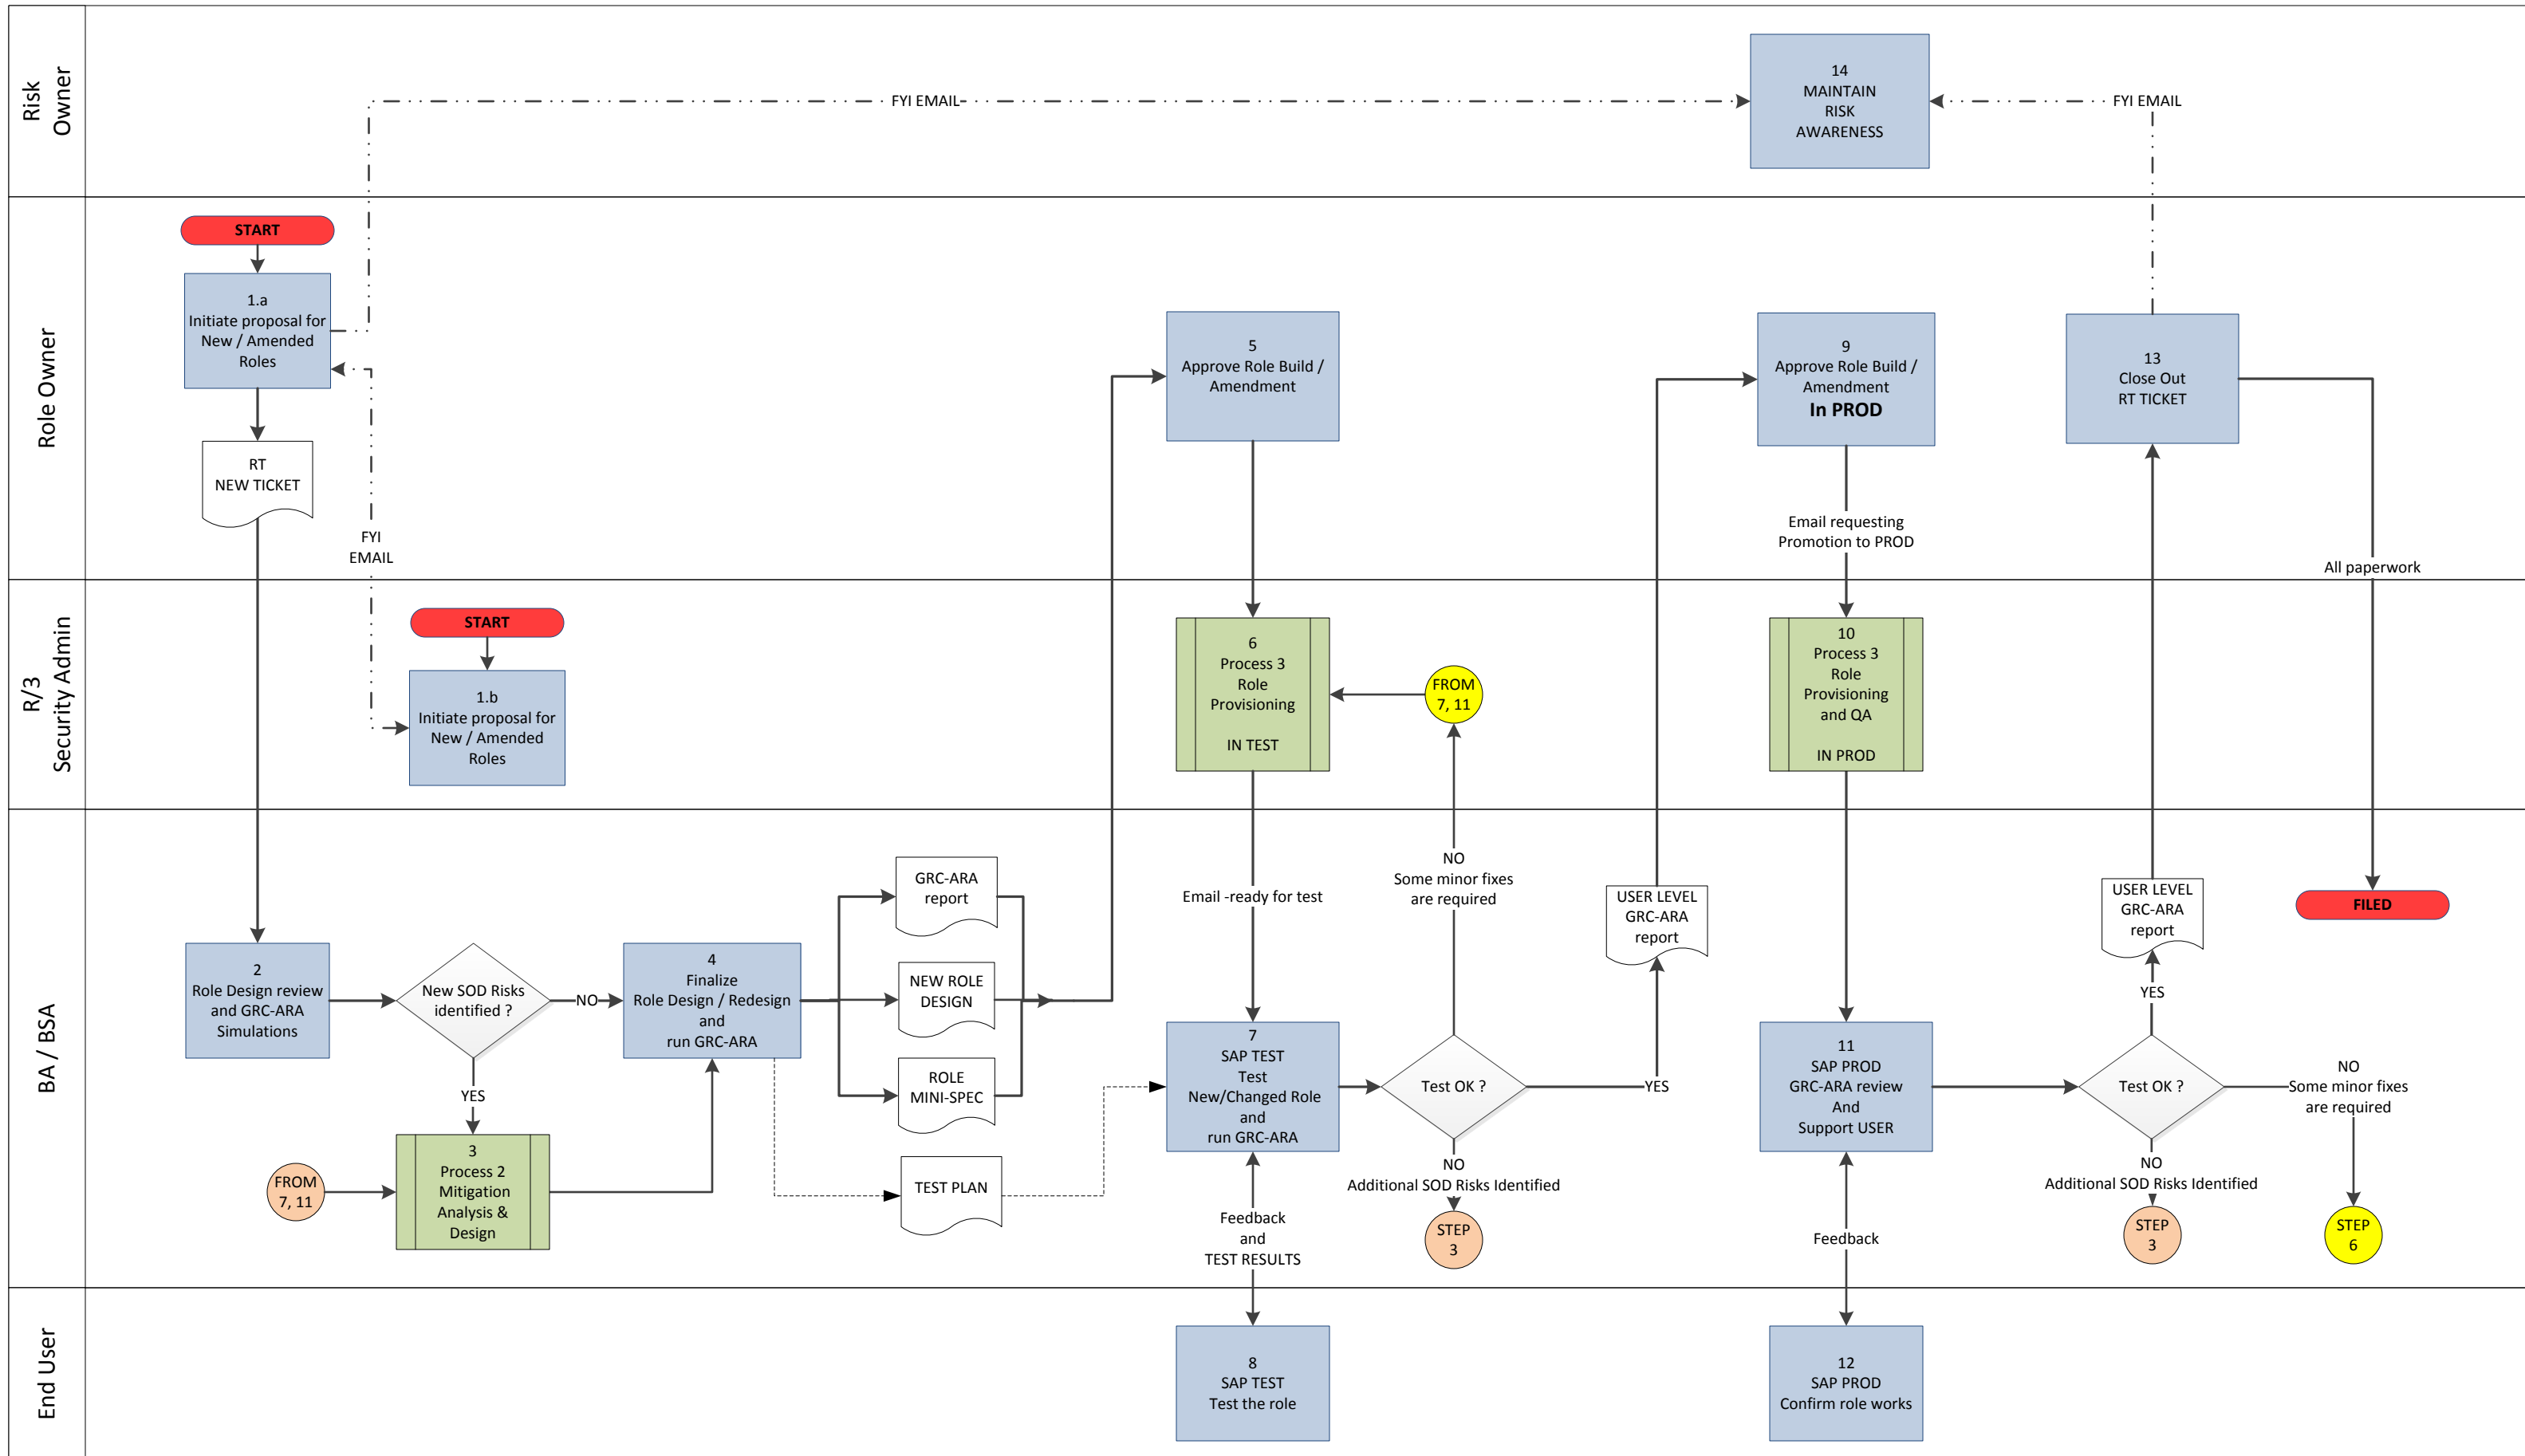 Risk
Owner
14
MAINTAIN
RISK
AWARENESS
FYI EMAIL
FYI EMAIL
Role Owner
START
1.a
Initiate proposal for
New / Amended
Roles
RT
NEW TICKET
FYI
EMAIL
5
Approve Role Build /
Amendment
9
Approve Role Build /
Amendment
In PROD
Email requesting
Promotion to PROD
13
Close Out
RT TICKET
All paperwork
R/3
Security Admin
START
1.b
Initiate proposal for
New / Amended
Roles
6
Process 3
Role
Provisioning
IN TEST
FROM
7, 11
10
Process 3
Role
Provisioning
and QA
IN PROD
BA / BSA
2
Role Design review
and GRC-ARA
Simulations
New SOD Risks
identified ?
NO
YES
FROM
7, 11
3
Process 2
Mitigation
Analysis &
Design
4
Finalize
Role Design / Redesign
and
run GRC-ARA
GRC-ARA
report
NEW ROLE
DESIGN
ROLE
MINI-SPEC
TEST PLAN
Email -ready for test
7
SAP TEST
Test
New/Changed Role
and
run GRC-ARA
Feedback
and
TEST RESULTS
NO
Some minor fixes
are required
Test OK ?
YES
NO
Additional SOD Risks Identified
STEP
3
USER LEVEL
GRC-ARA
report
11
SAP PROD
GRC-ARA review
And
Support USER
Feedback
USER LEVEL
GRC-ARA
report
YES
Test OK ?
NO
Additional SOD Risks Identified
STEP
3
NO
Some minor fixes
are required
STEP
6
FILED
End User
8
SAP TEST
Test the role
12
SAP PROD
Confirm role works